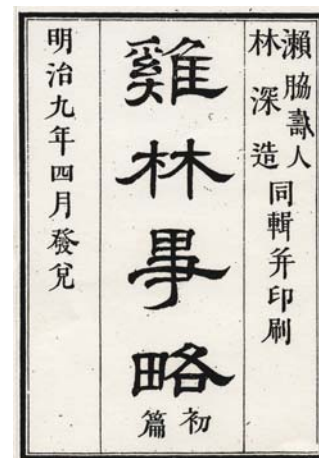 瀨脇壽人
林深造
同輯幷印刷
雞林事略
初篇
明治九年四月發兌